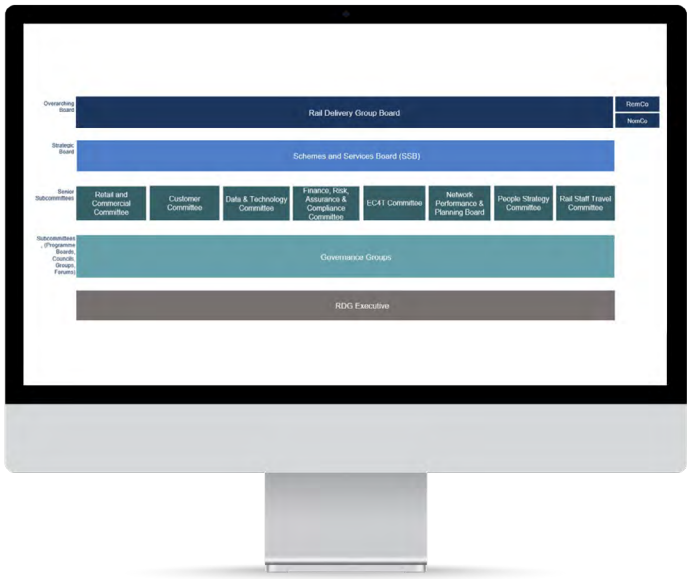 Overarching
Board
Rail Delivery Group Board
RemCo
NomCo
Strategic
Board
Schemes and Services Board (SSB)
Senior
Subcommittees
Retail and
Commercial
Committee
Customer
Committee
Data & Technology
Committee
Finance, Risk,
Assurance &
Compliance
Committee
EC4T Committee
Network
Performance &
Planning Board
People Strategy
Committee
Rail Staff Travel
Committee
Subcommittees
, (Programme
Boards,
Councils,
Groups,
Forums)
Governance Groups
RDG Executive